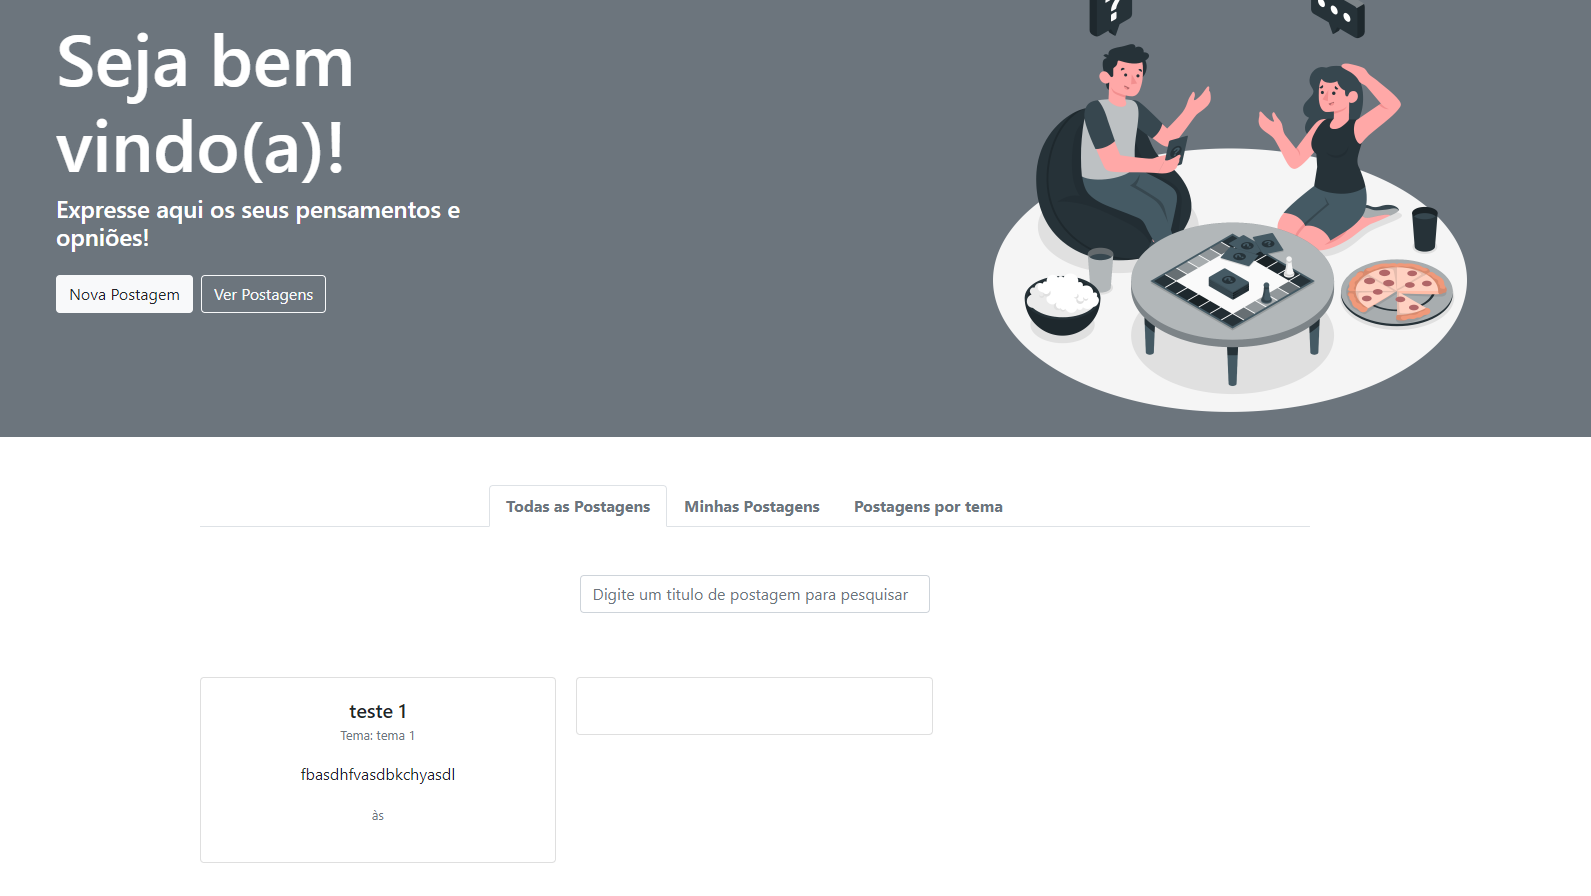 Seja bem
vindo(a)!
Expresse aqui os seus pensamentos e
opniões!
Nova Postagem
Ver Postagens
Todas as Postagens
Minhas Postagens
Postagens por tema
Digite um titulo de postagem para pesquisar
teste 1
Tema: tema 1
fbasdhfvasdbkchyasdl
às